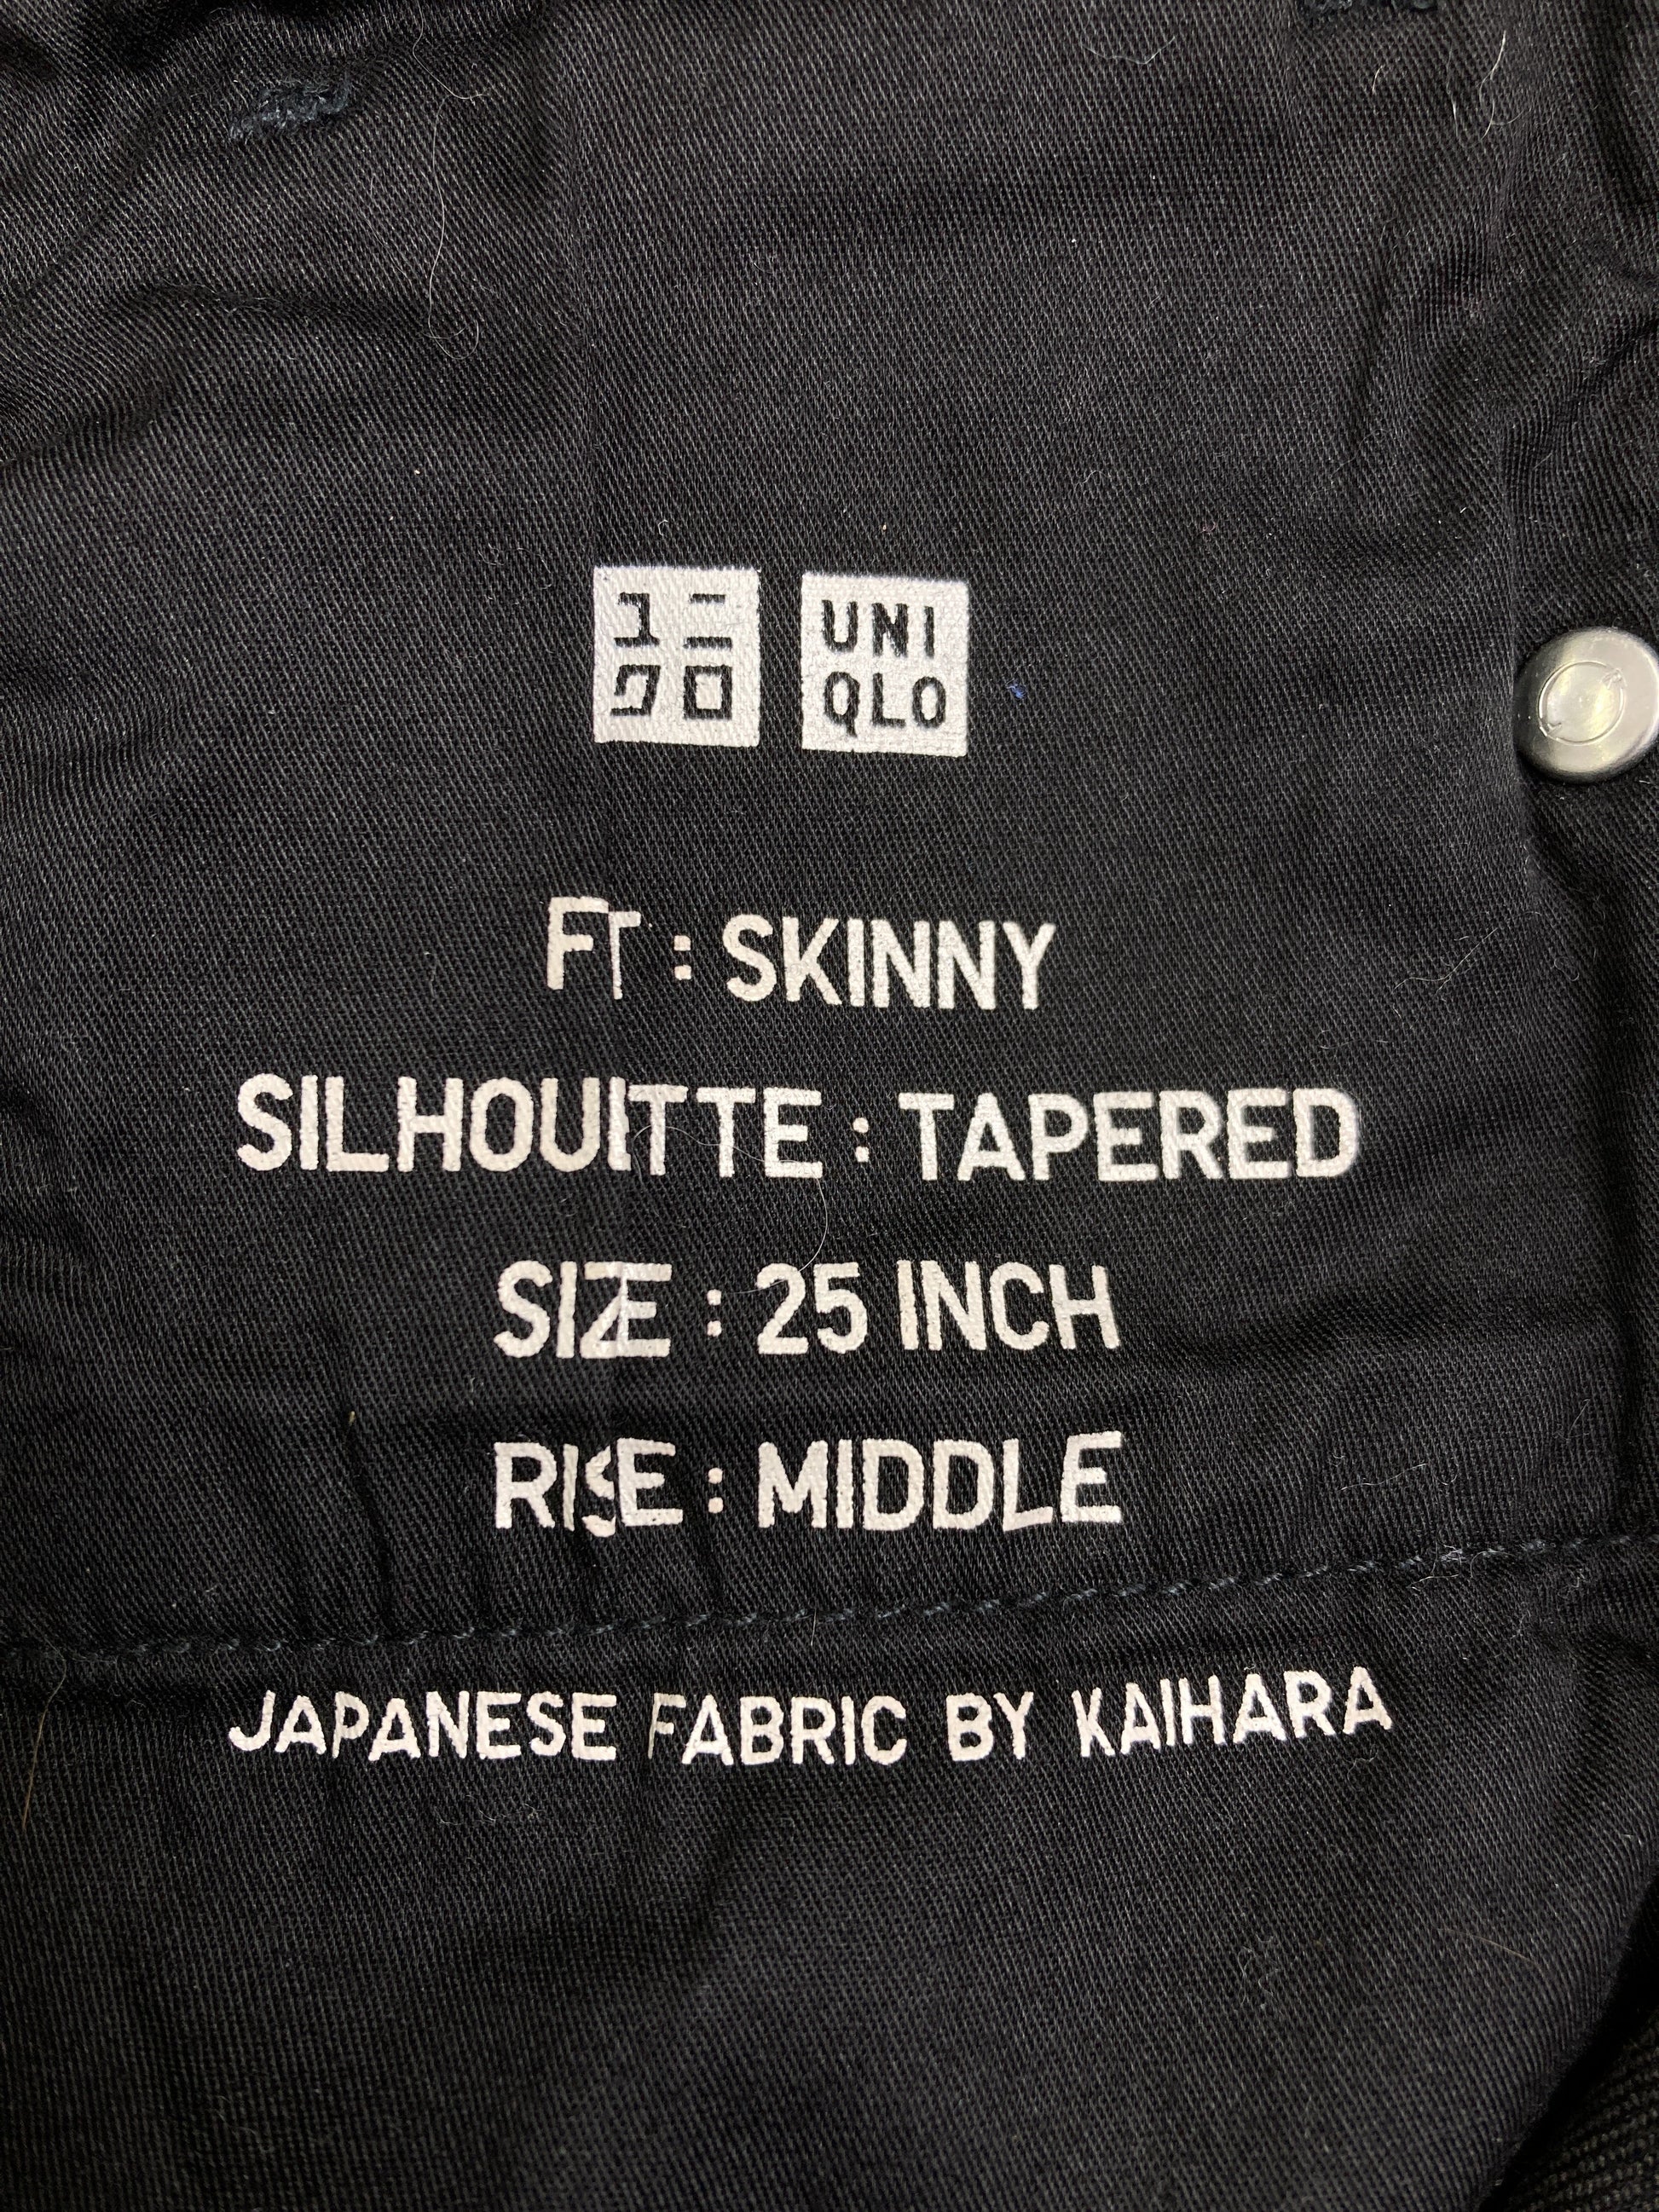 ユニ
クロ
UNI
QLO
FT : SKINNY
SILHOUITTE : TAPERED
SIZE : 25 INCH
RISE : MIDDLE
JAPANESE FABRIC BY KAIHARA